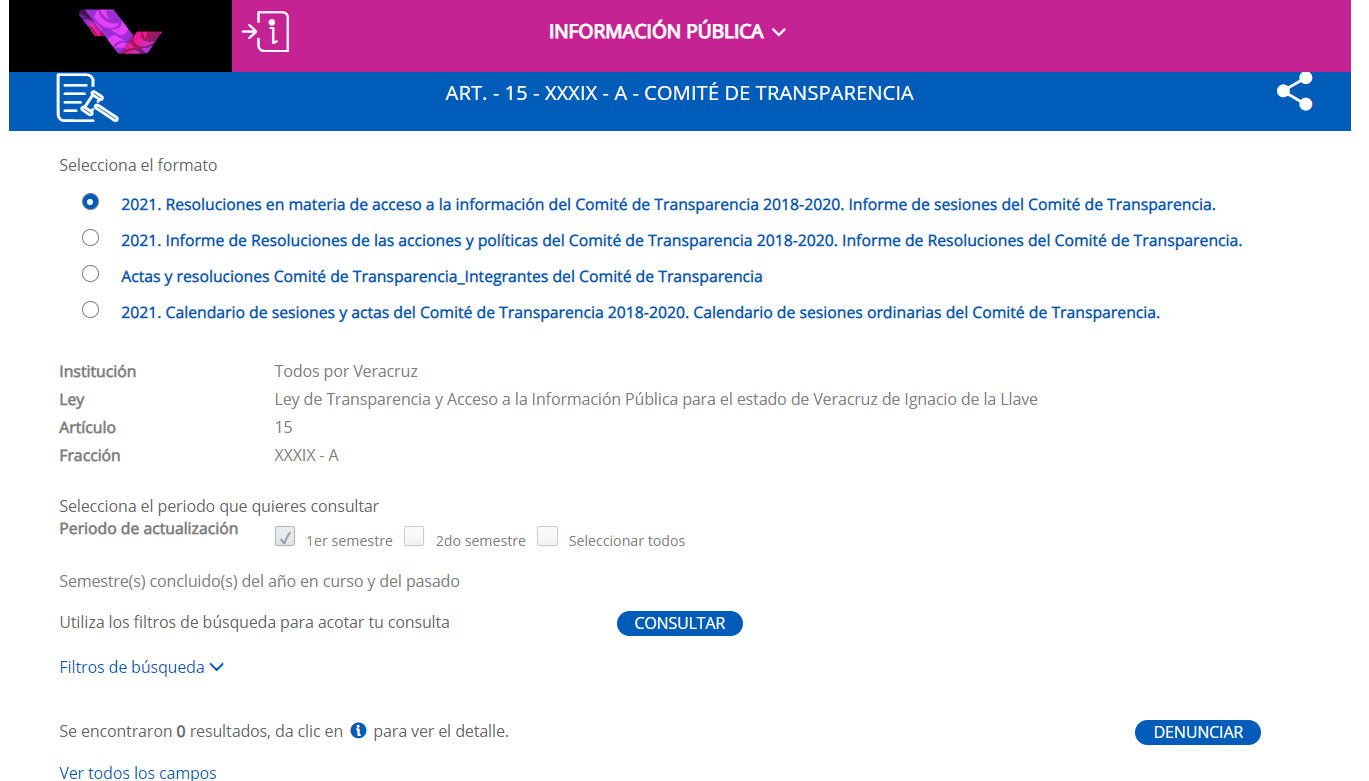 INFORMACIÓN PÚBLICA
ART. - 15 - XXXIX - A - COMITÉ DE TRANSPARENCIA
Selecciona el formato
2021. Resoluciones en materia de acceso a la información del Comité de Transparencia 2018-2020. Informe de sesiones del Comité de Transparencia.
2021. Informe de Resoluciones de las acciones y políticas del Comité de Transparencia 2018-2020. Informe de Resoluciones del Comité de Transparencia.
Actas y resoluciones Comité de Transparencia_Integrantes del Comité de Transparencia
2021. Calendario de sesiones y actas del Comité de Transparencia 2018-2020. Calendario de sesiones ordinarias del Comité de Transparencia.
Institución Todos por Veracruz
Ley Ley de Transparencia y Acceso a la Información Pública para el estado de Veracruz de Ignacio de la Llave
Artículo 15
Fracción XXXIX - A
Selecciona el periodo que quieres consultar
Periodo de actualización 1er semestre 2do semestre Seleccionar todos
Semestre(s) concluido(s) del año en curso y del pasado
Utiliza los filtros de búsqueda para acotar tu consulta CONSULTAR
Filtros de búsqueda
Se encontraron 0 resultados, da clic en i para ver el detalle. DENUNCIAR
Ver todos los campos